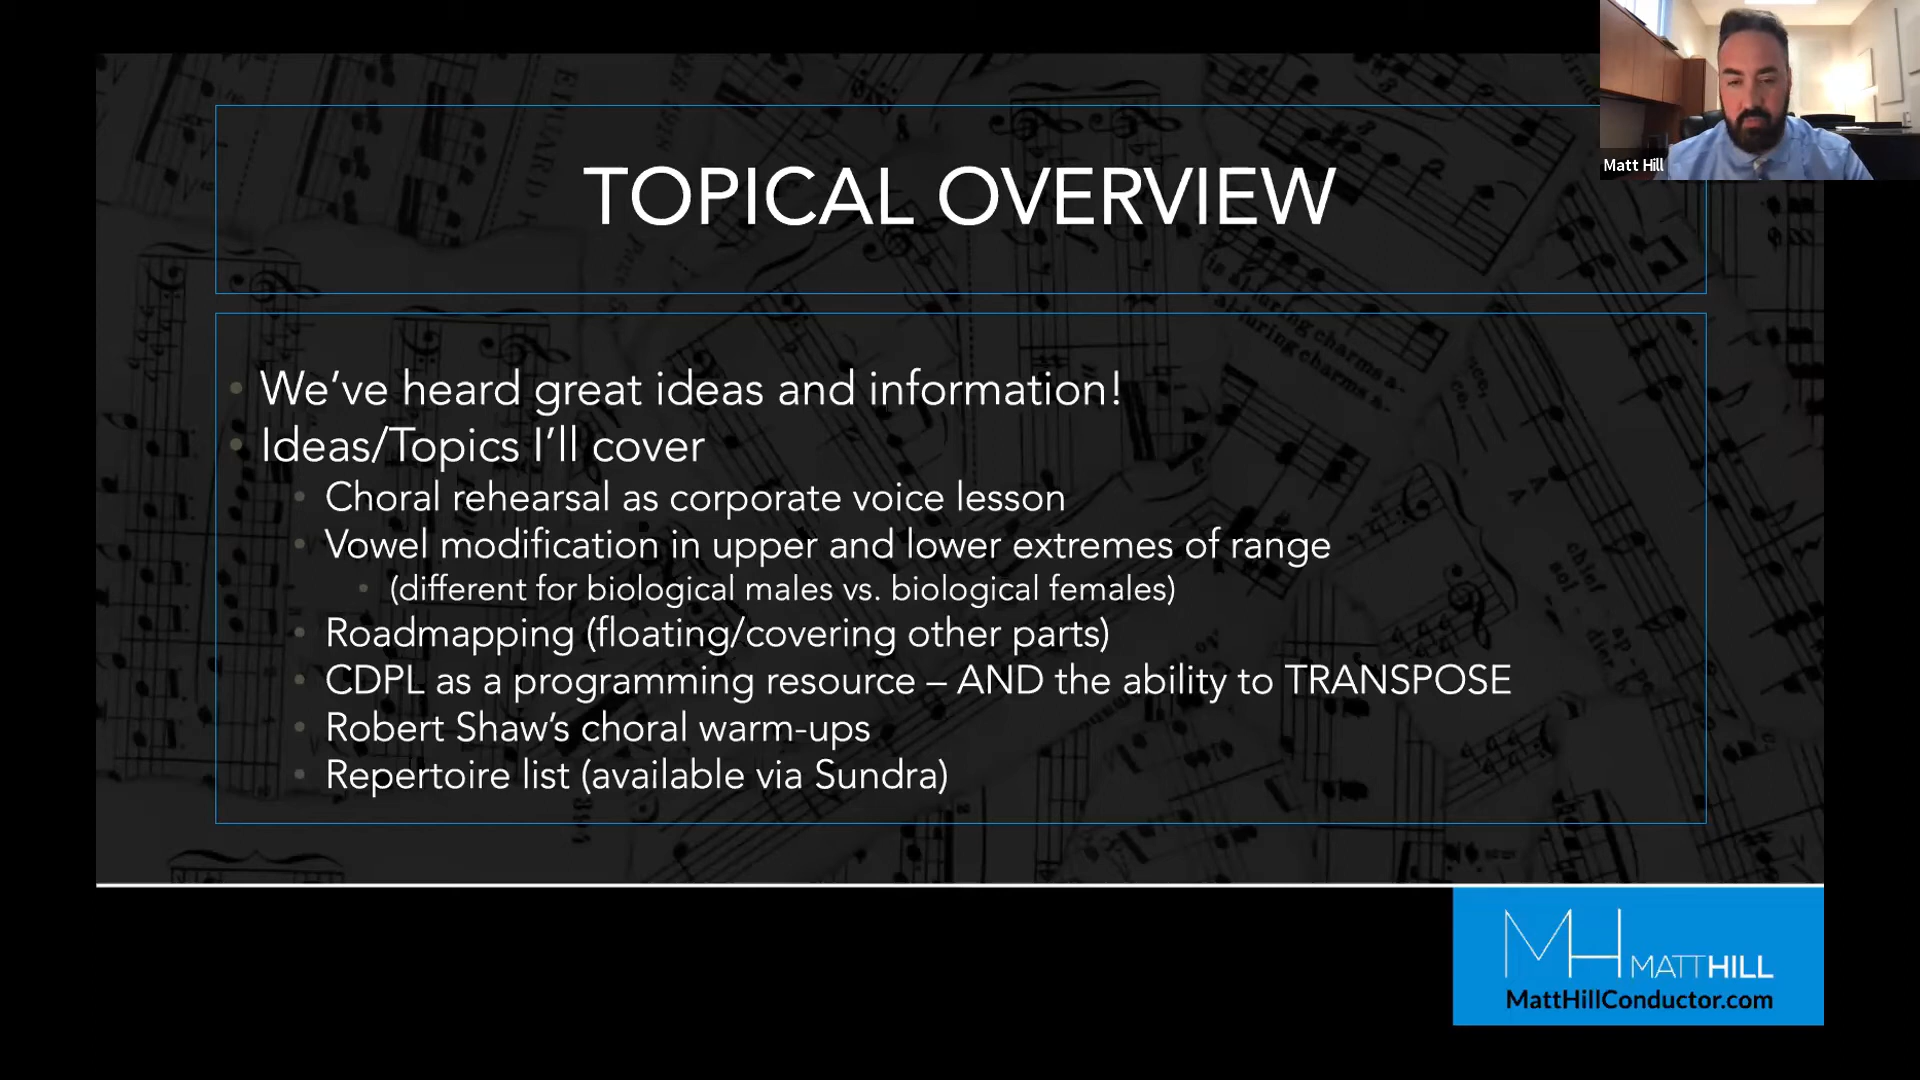 Matt Hill
TOPICAL OVERVIEW
We've heard great ideas and information!
Ideas/Topics I'll cover
Choral rehearsal as corporate voice lesson
Vowel modification in upper and lower extremes of range
(different for biological males vs. biological females)
Roadmapping (floating/covering other parts)
CDPL as a programming resource – AND the ability to TRANSPOSE
Robert Shaw's choral warm-ups
Repertoire list (available via Sundra)
MH MATTHILL
MattHillConductor.com